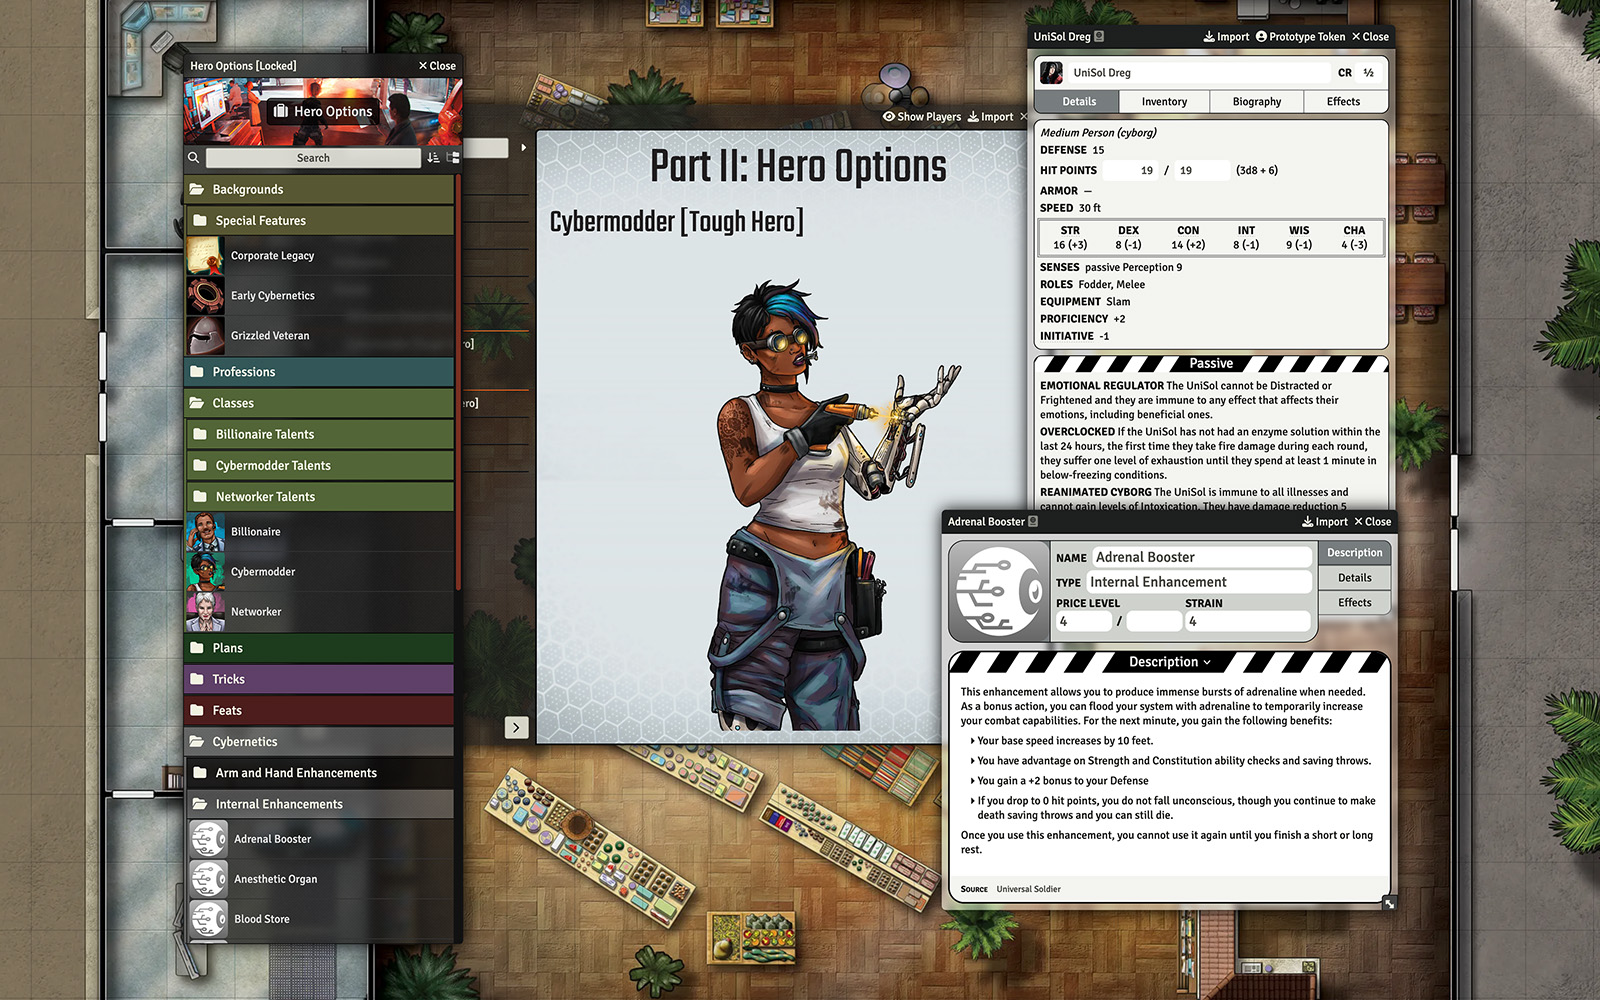 Hero Options [Locked]
Close
Hero Options
Search
Backgrounds
Special Features
Corporate Legacy
Early Cybernetics
Grizzled Veteran
Professions
Classes
Billionaire Talents
Cybermodder Talents
Networker Talents
Billionaire
Cybermodder
Networker
Plans
Tricks
Feats
Cybernetics
Arm and Hand Enhancements
Internal Enhancements
Adrenal Booster
Anesthetic Organ
Blood Store
Show Players Import
Part II: Hero Options
Cybermodder [Tough Hero]
UniSol Dreg Import Prototype Token Close
UniSol Dreg CR ½
Details Inventory Biography Effects
Medium Person (cyborg)
DEFENSE 15
HIT POINTS 19 / 19 (3d8 + 6)
ARMOR —
SPEED 30 ft
STR DEX CON INT WIS CHA
16 (+3) 8 (-1) 14 (+2) 8 (-1) 9 (-1) 4 (-3)
SENSES passive Perception 9
ROLES Fodder, Melee
EQUIPMENT Slam
PROFICIENCY +2
INITIATIVE -1
Passive
EMOTIONAL REGULATOR The UniSol cannot be Distracted or
Frightened and they are immune to any effect that affects their
emotions, including beneficial ones.
OVERCLOCKED If the UniSol has not had an enzyme solution within the
last 24 hours, the first time they take fire damage during each round,
they suffer one level of exhaustion until they spend at least 1 minute in
below-freezing conditions.
REANIMATED CYBORG The UniSol is immune to all illnesses and
cannot gain levels of Intoxication. They have damage reduction 5
Adrenal Booster Import Close
NAME Adrenal Booster
TYPE Internal Enhancement
PRICE LEVEL STRAIN
4 / 4
Description
Details
Effects
Description
This enhancement allows you to produce immense bursts of adrenaline when needed.
As a bonus action, you can flood your system with adrenaline to temporarily increase
your combat capabilities. For the next minute, you gain the following benefits:
Your base speed increases by 10 feet.
You have advantage on Strength and Constitution ability checks and saving throws.
You gain a +2 bonus to your Defense
If you drop to 0 hit points, you do not fall unconscious, though you continue to make
death saving throws and you can still die.
Once you use this enhancement, you cannot use it again until you finish a short or long
rest.
SOURCE Universal Soldier